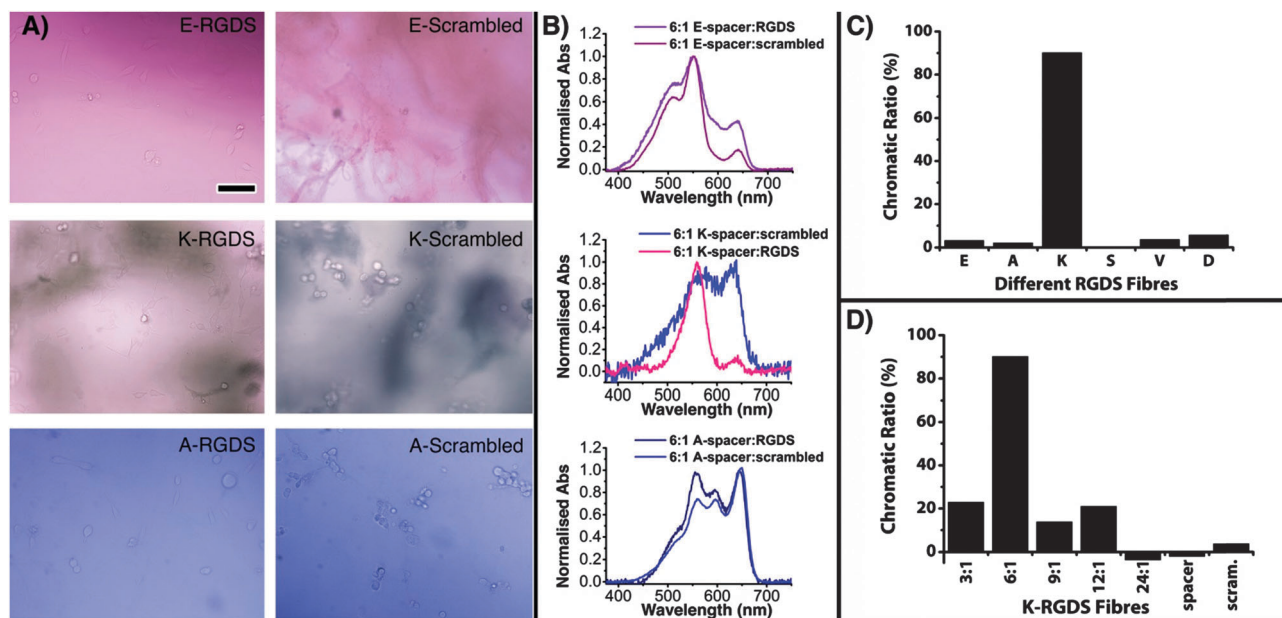 A)
E-RGDS
E-Scrambled
K-RGDS
K-Scrambled
A-RGDS
A-Scrambled
B)
6:1 E-spacer:RGDS
6:1 E-spacer:scrambled
Normalised Abs
1.2
1.0
0.8
0.6
0.4
0.2
0.0
400 500 600 700
Wavelength (nm)
6:1 K-spacer:scrambled
6:1 K-spacer:RGDS
Normalised Abs
1.2
1.0
0.8
0.6
0.4
0.2
0.0
400 500 600 700
Wavelength (nm)
6:1 A-spacer:RGDS
6:1 A-spacer:scrambled
Normalised Abs
1.2
1.0
0.8
0.6
0.4
0.2
0.0
400 500 600 700
Wavelength (nm)
C)
Chromatic Ratio (%)
100
80
60
40
20
0
E A K S V D
Different RGDS Fibres
D)
Chromatic Ratio (%)
100
80
60
40
20
0
3:1 6:1 9:1 12:1 24:1 spacer scram.
K-RGDS Fibres